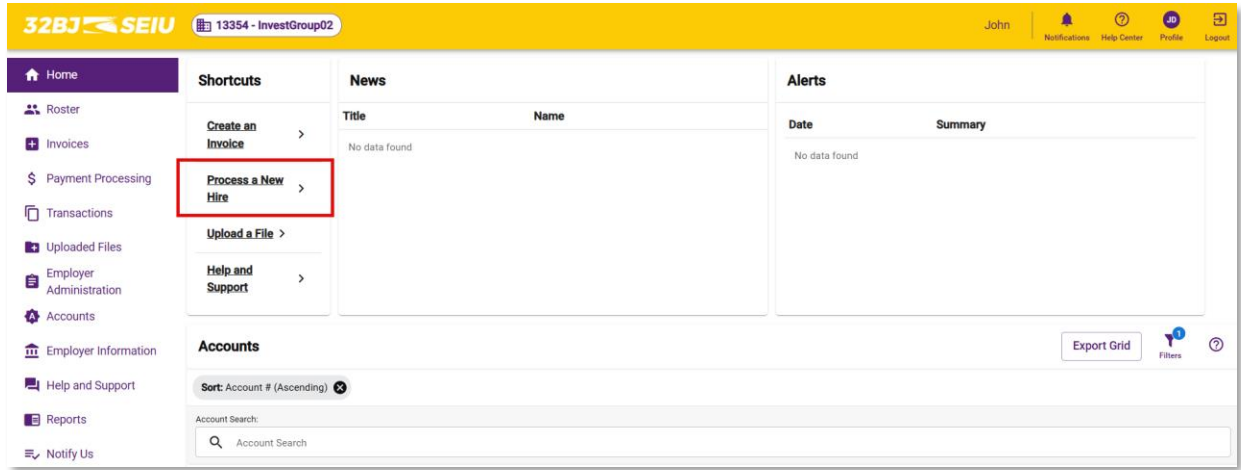 32BJ SEIU
13354 - InvestGroup02
John
Notifications
Help Center
JD
Profile
Logout
Home
Roster
Invoices
Payment Processing
Transactions
Uploaded Files
Employer
Administration
Accounts
Employer Information
Help and Support
Reports
Notify Us
Shortcuts
Create an
Invoice
Process a New
Hire
Upload a File
Help and
Support
News
Title Name
No data found
Alerts
Date Summary
No data found
Accounts
Export Grid
1
Filters
Sort: Account # (Ascending)
Account Search:
Account Search